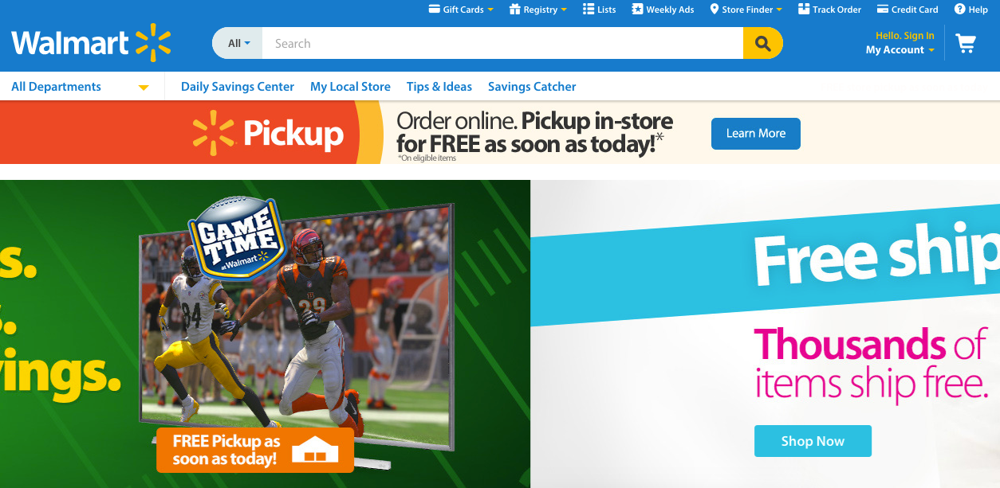 Gift Cards
Registry
Lists
Weekly Ads
Store Finder
Track Order
Credit Card
Help
Walmart
All
Search
Hello. Sign In
My Account
All Departments
Daily Savings Center
My Local Store
Tips & Ideas
Savings Catcher
Pickup
Order online. Pickup in-store
for FREE as soon as today!*
*On eligible items
Learn More
s.
s.
vings.
GAME
TIME
at Walmart
84
29
FREE Pickup as
soon as today!
Free ship
Thousands of
items ship free.
Shop Now